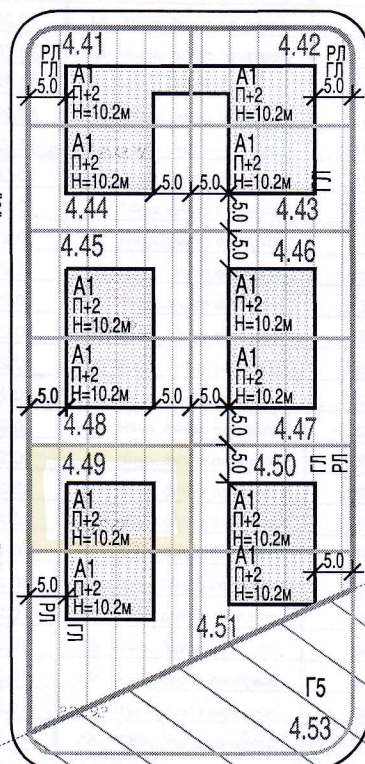 4.41
4.42
РЛ
ГЛ
РЛ
ГЛ
5.0
5.0
А1
П+2
Н=10.2м
А1
П+2
Н=10.2м
А1
П+2
Н=10.2м
А1
П+2
Н=10.2м
ГЛ
4.44
5.0
5.0
4.43
5.0
5.0
4.45
4.46
А1
П+2
Н=10.2м
А1
П+2
Н=10.2м
А1
П+2
Н=10.2м
А1
П+2
Н=10.2м
5.0
5.0
5.0
4.48
5.0
4.47
5.0
4.49
4.50
ГЛ
РЛ
А1
П+2
Н=10.2м
А1
П+2
Н=10.2м
А1
П+2
Н=10.2м
А1
П+2
Н=10.2м
5.0
5.0
РЛ
ГЛ
4.51
Г5
4.53